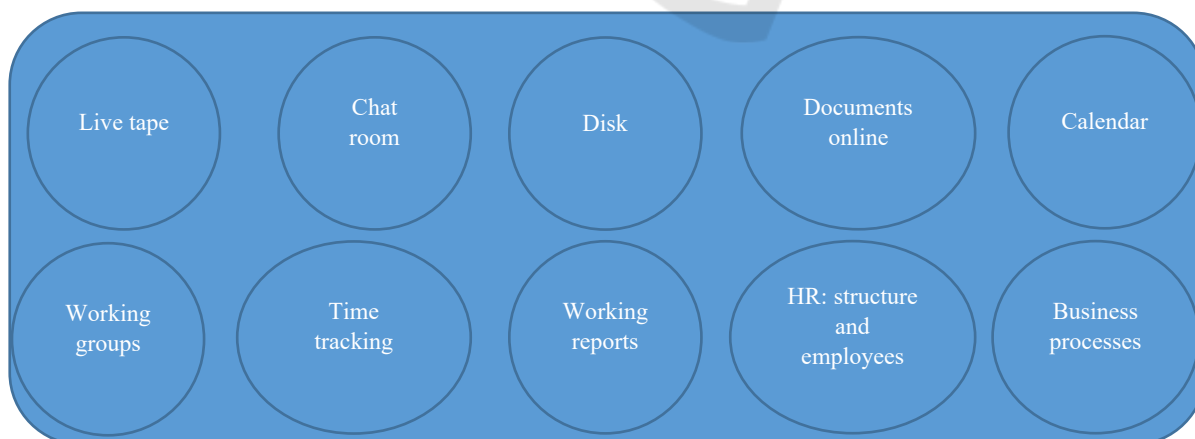 Live tape
Chat
room
Disk
Documents
online
Calendar
Working
groups
Time
tracking
Working
reports
HR: structure
and
employees
Business
processes